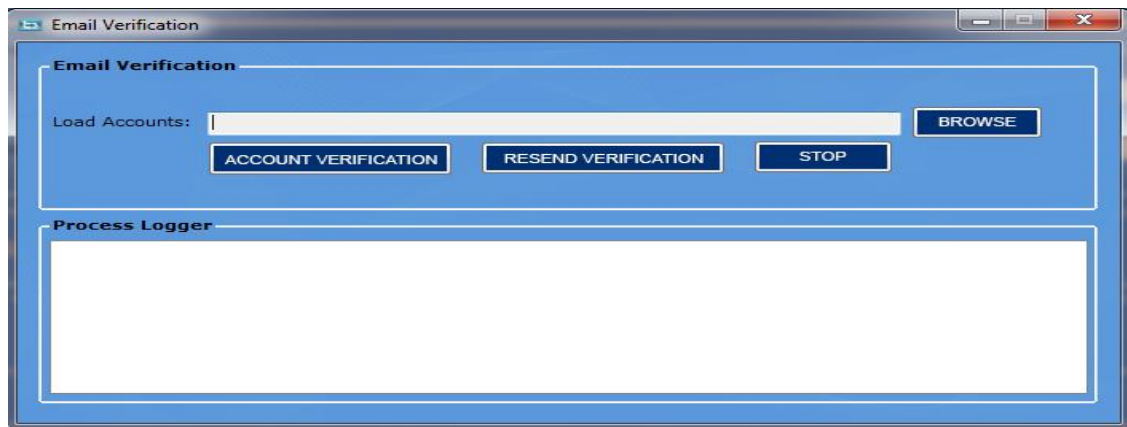 Email Verification
Email Verification
Load Accounts:
BROWSE
ACCOUNT VERIFICATION
RESEND VERIFICATION
STOP
Process Logger